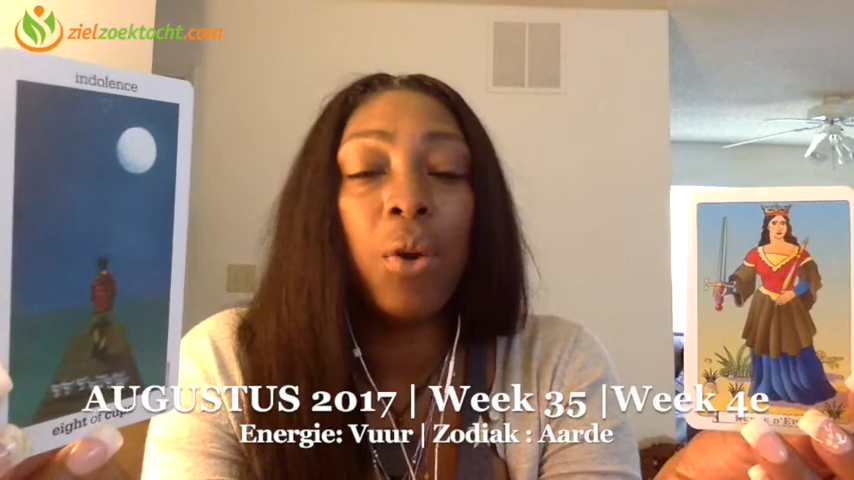 zielzoektocht.com
indolence
eight of cups
AUGUSTUS 2017 | Week 35 |Week 4e
Energie: Vuur | Zodiak : Aarde